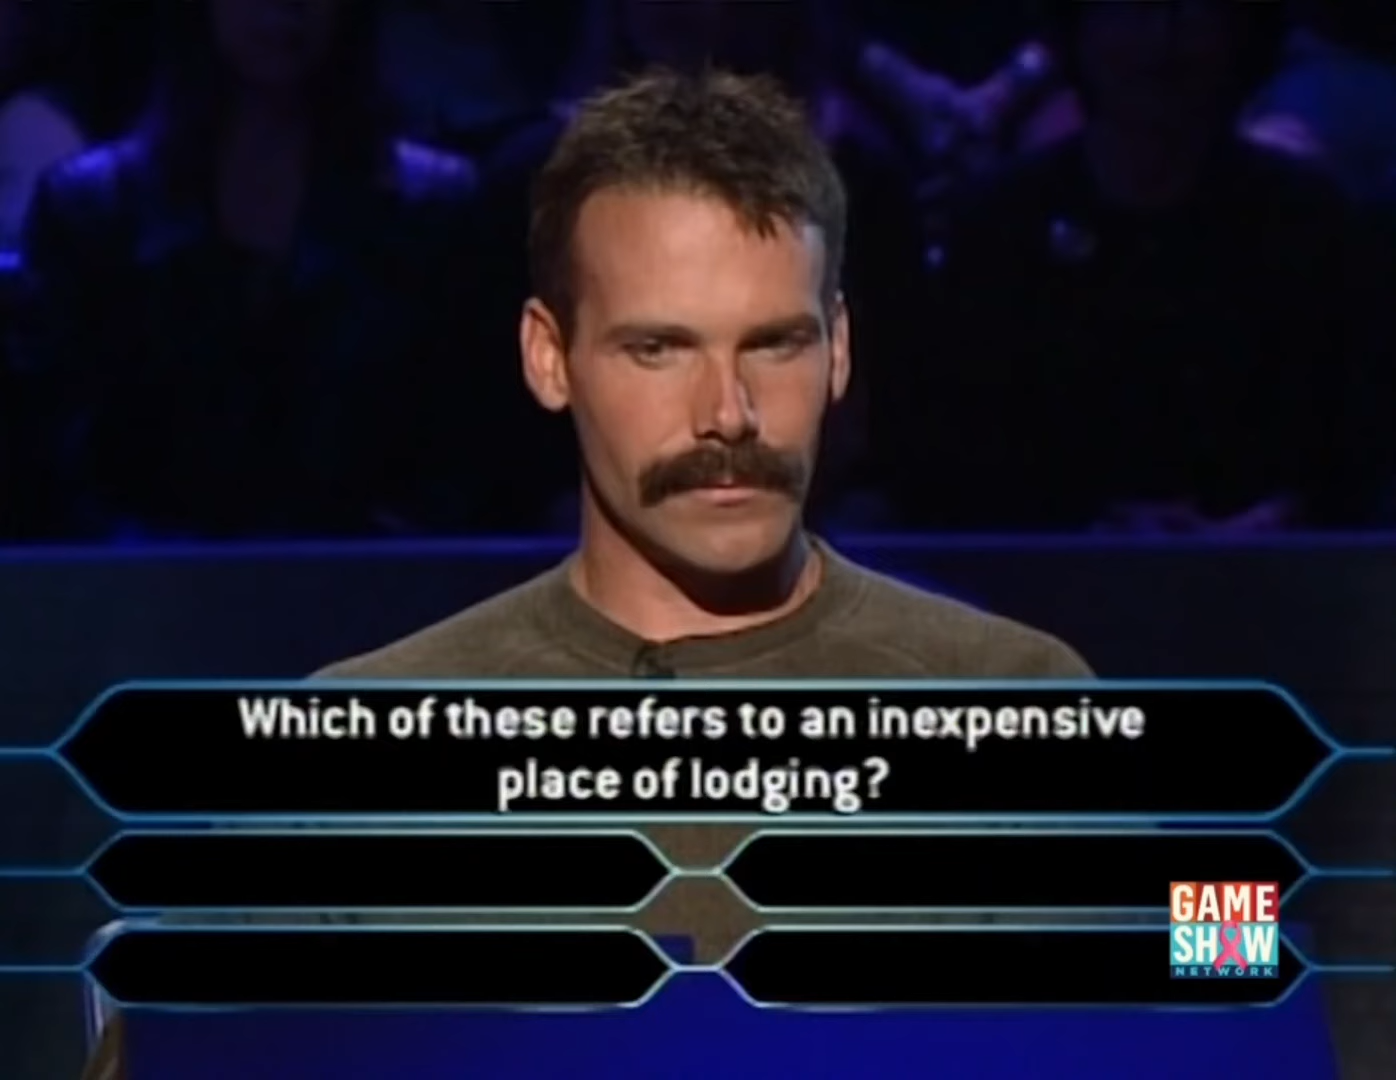 Which of these refers to an inexpensive
place of lodging?
GAME
SHOW
NETWORK